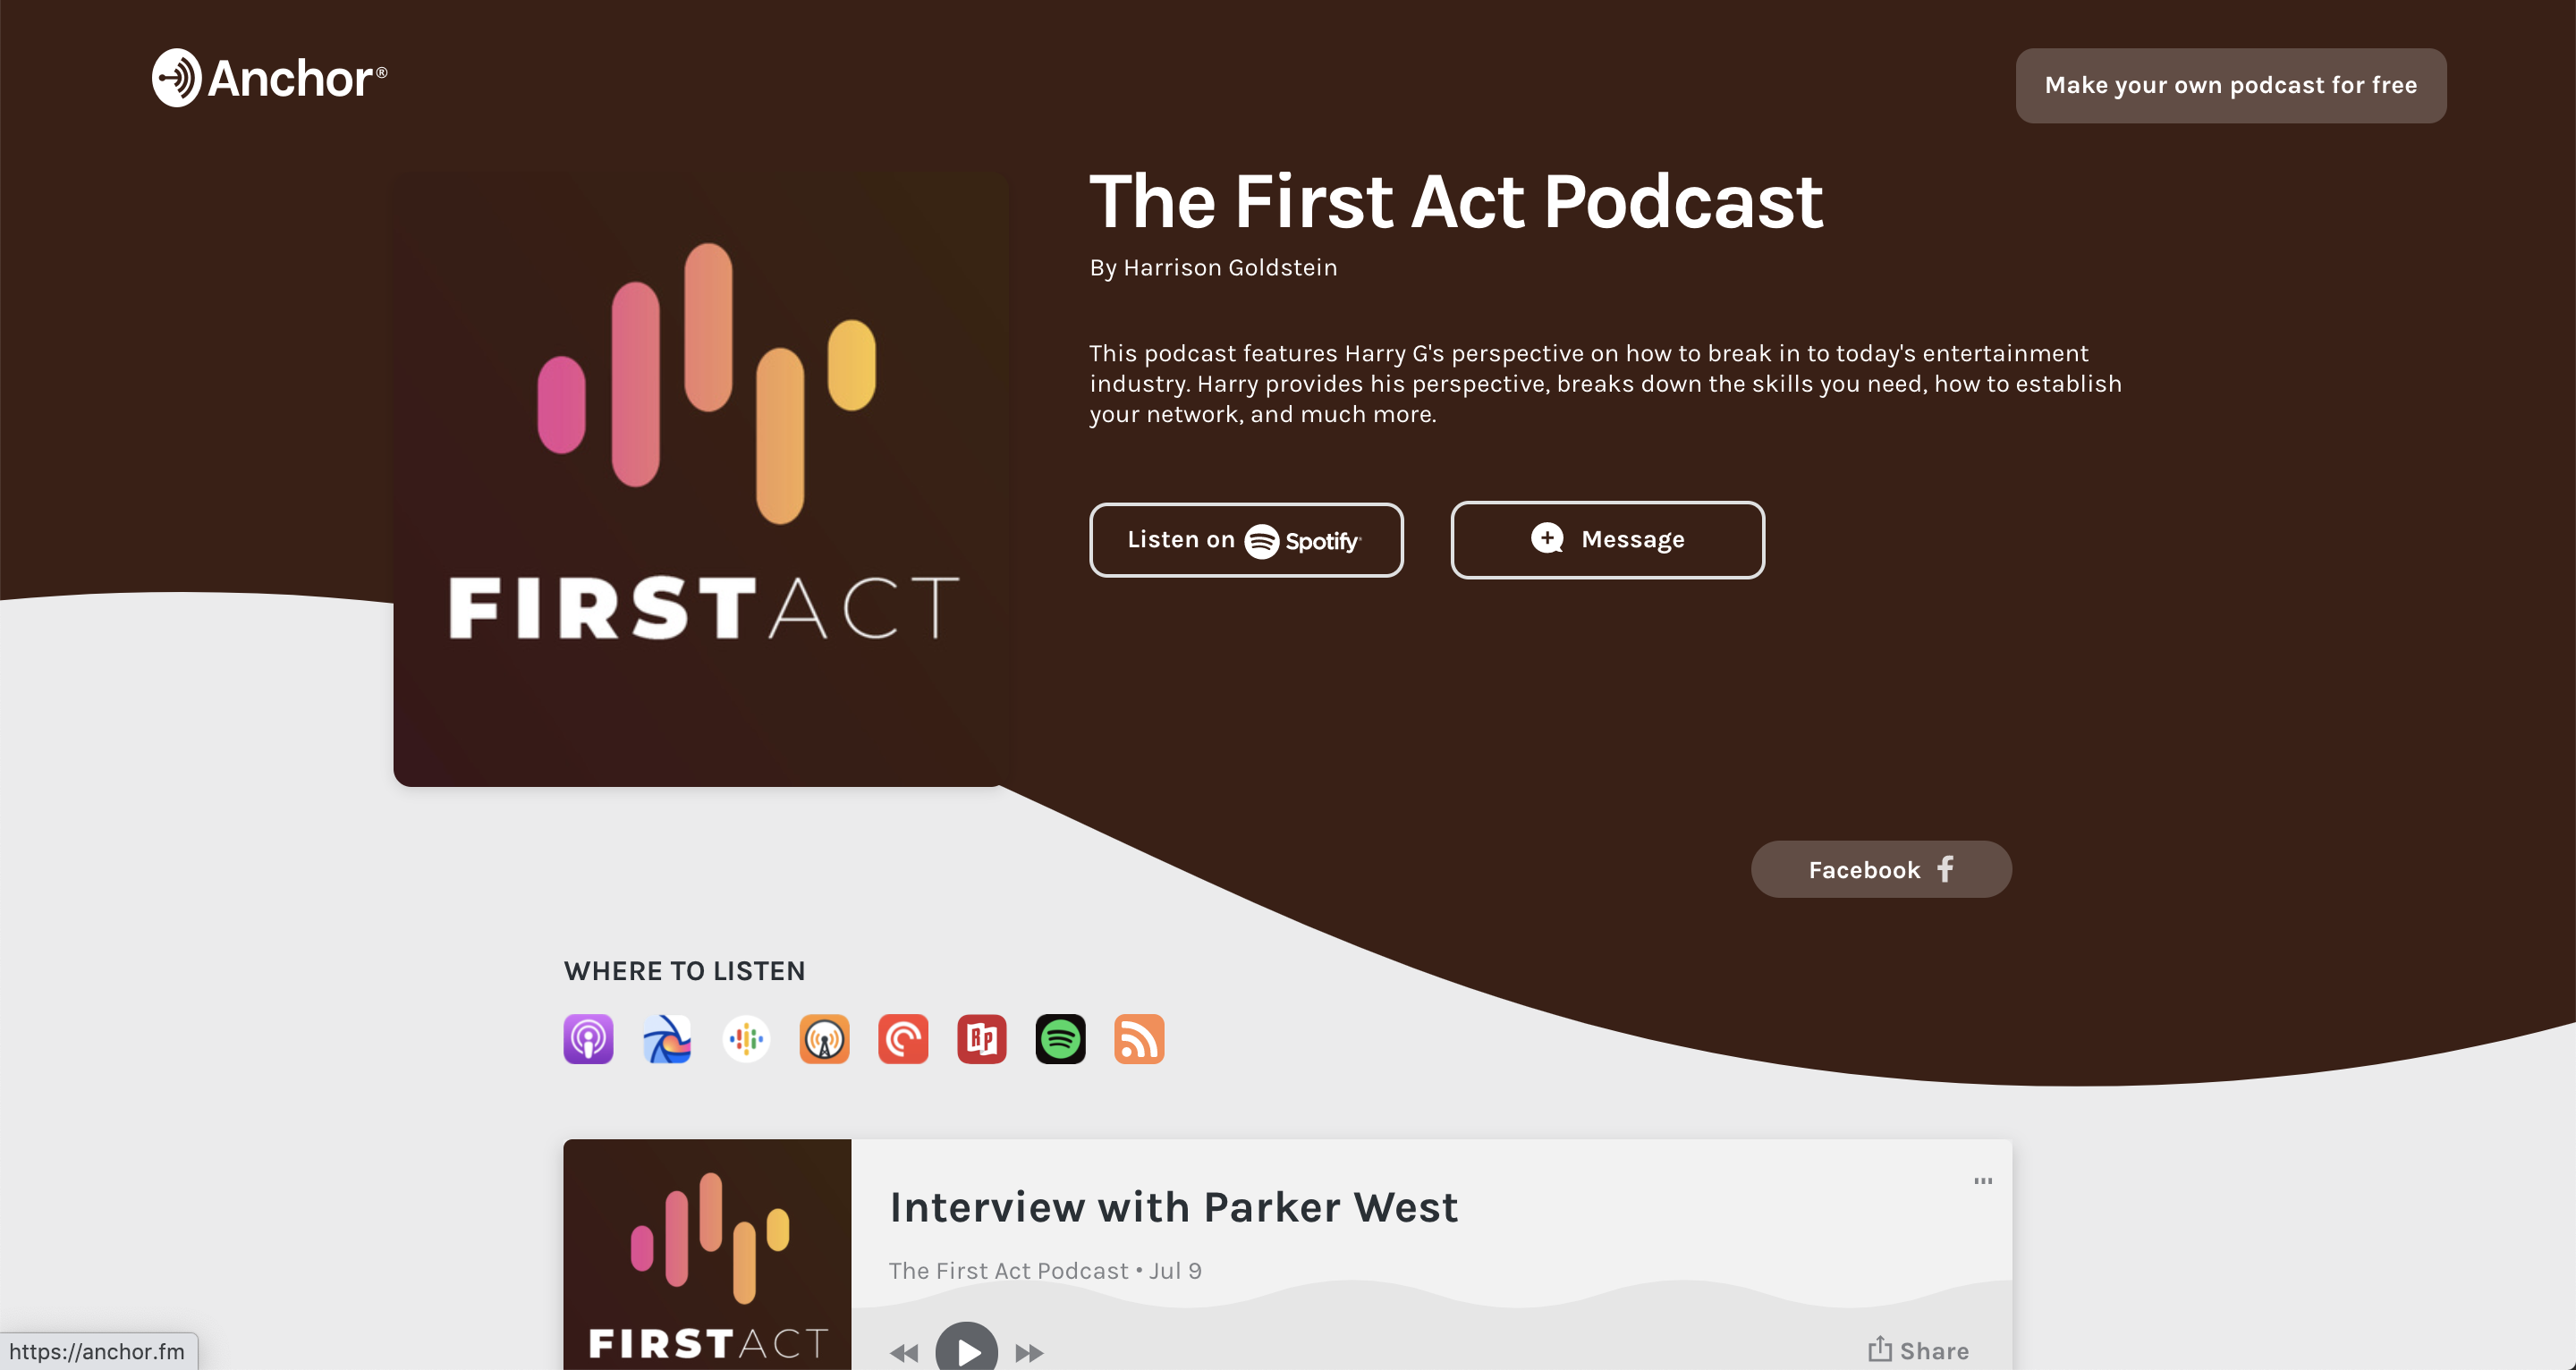 Anchor®
Make your own podcast for free
The First Act Podcast
By Harrison Goldstein
This podcast features Harry G's perspective on how to break in to today's entertainment
industry. Harry provides his perspective, breaks down the skills you need, how to establish
your network, and much more.
Listen on Spotify
Message
FIRSTACT
Facebook
WHERE TO LISTEN
RP
Interview with Parker West
The First Act Podcast • Jul 9
FIRSTACT
Share
https://anchor.fm